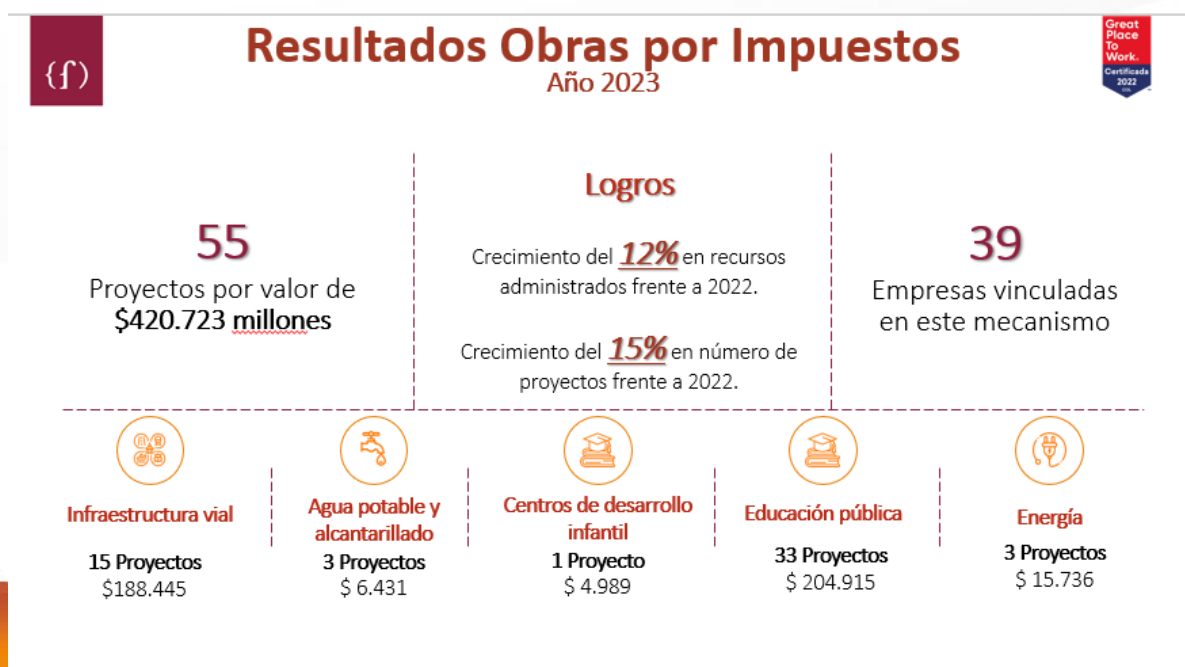 {f}
Resultados Obras por Impuestos
Año 2023
Great
Place
To
Work.
Certificada
2022
COL
55
Proyectos por valor de
$420.723 millones
Logros
Crecimiento del 12% en recursos
administrados frente a 2022.
Crecimiento del 15% en número de
proyectos frente a 2022.
39
Empresas vinculadas
en este mecanismo
Infraestructura vial
15 Proyectos
$188.445
Agua potable y
alcantarillado
3 Proyectos
$ 6.431
Centros de desarrollo
infantil
1 Proyecto
$ 4.989
Educación pública
33 Proyectos
$ 204.915
Energía
3 Proyectos
$ 15.736